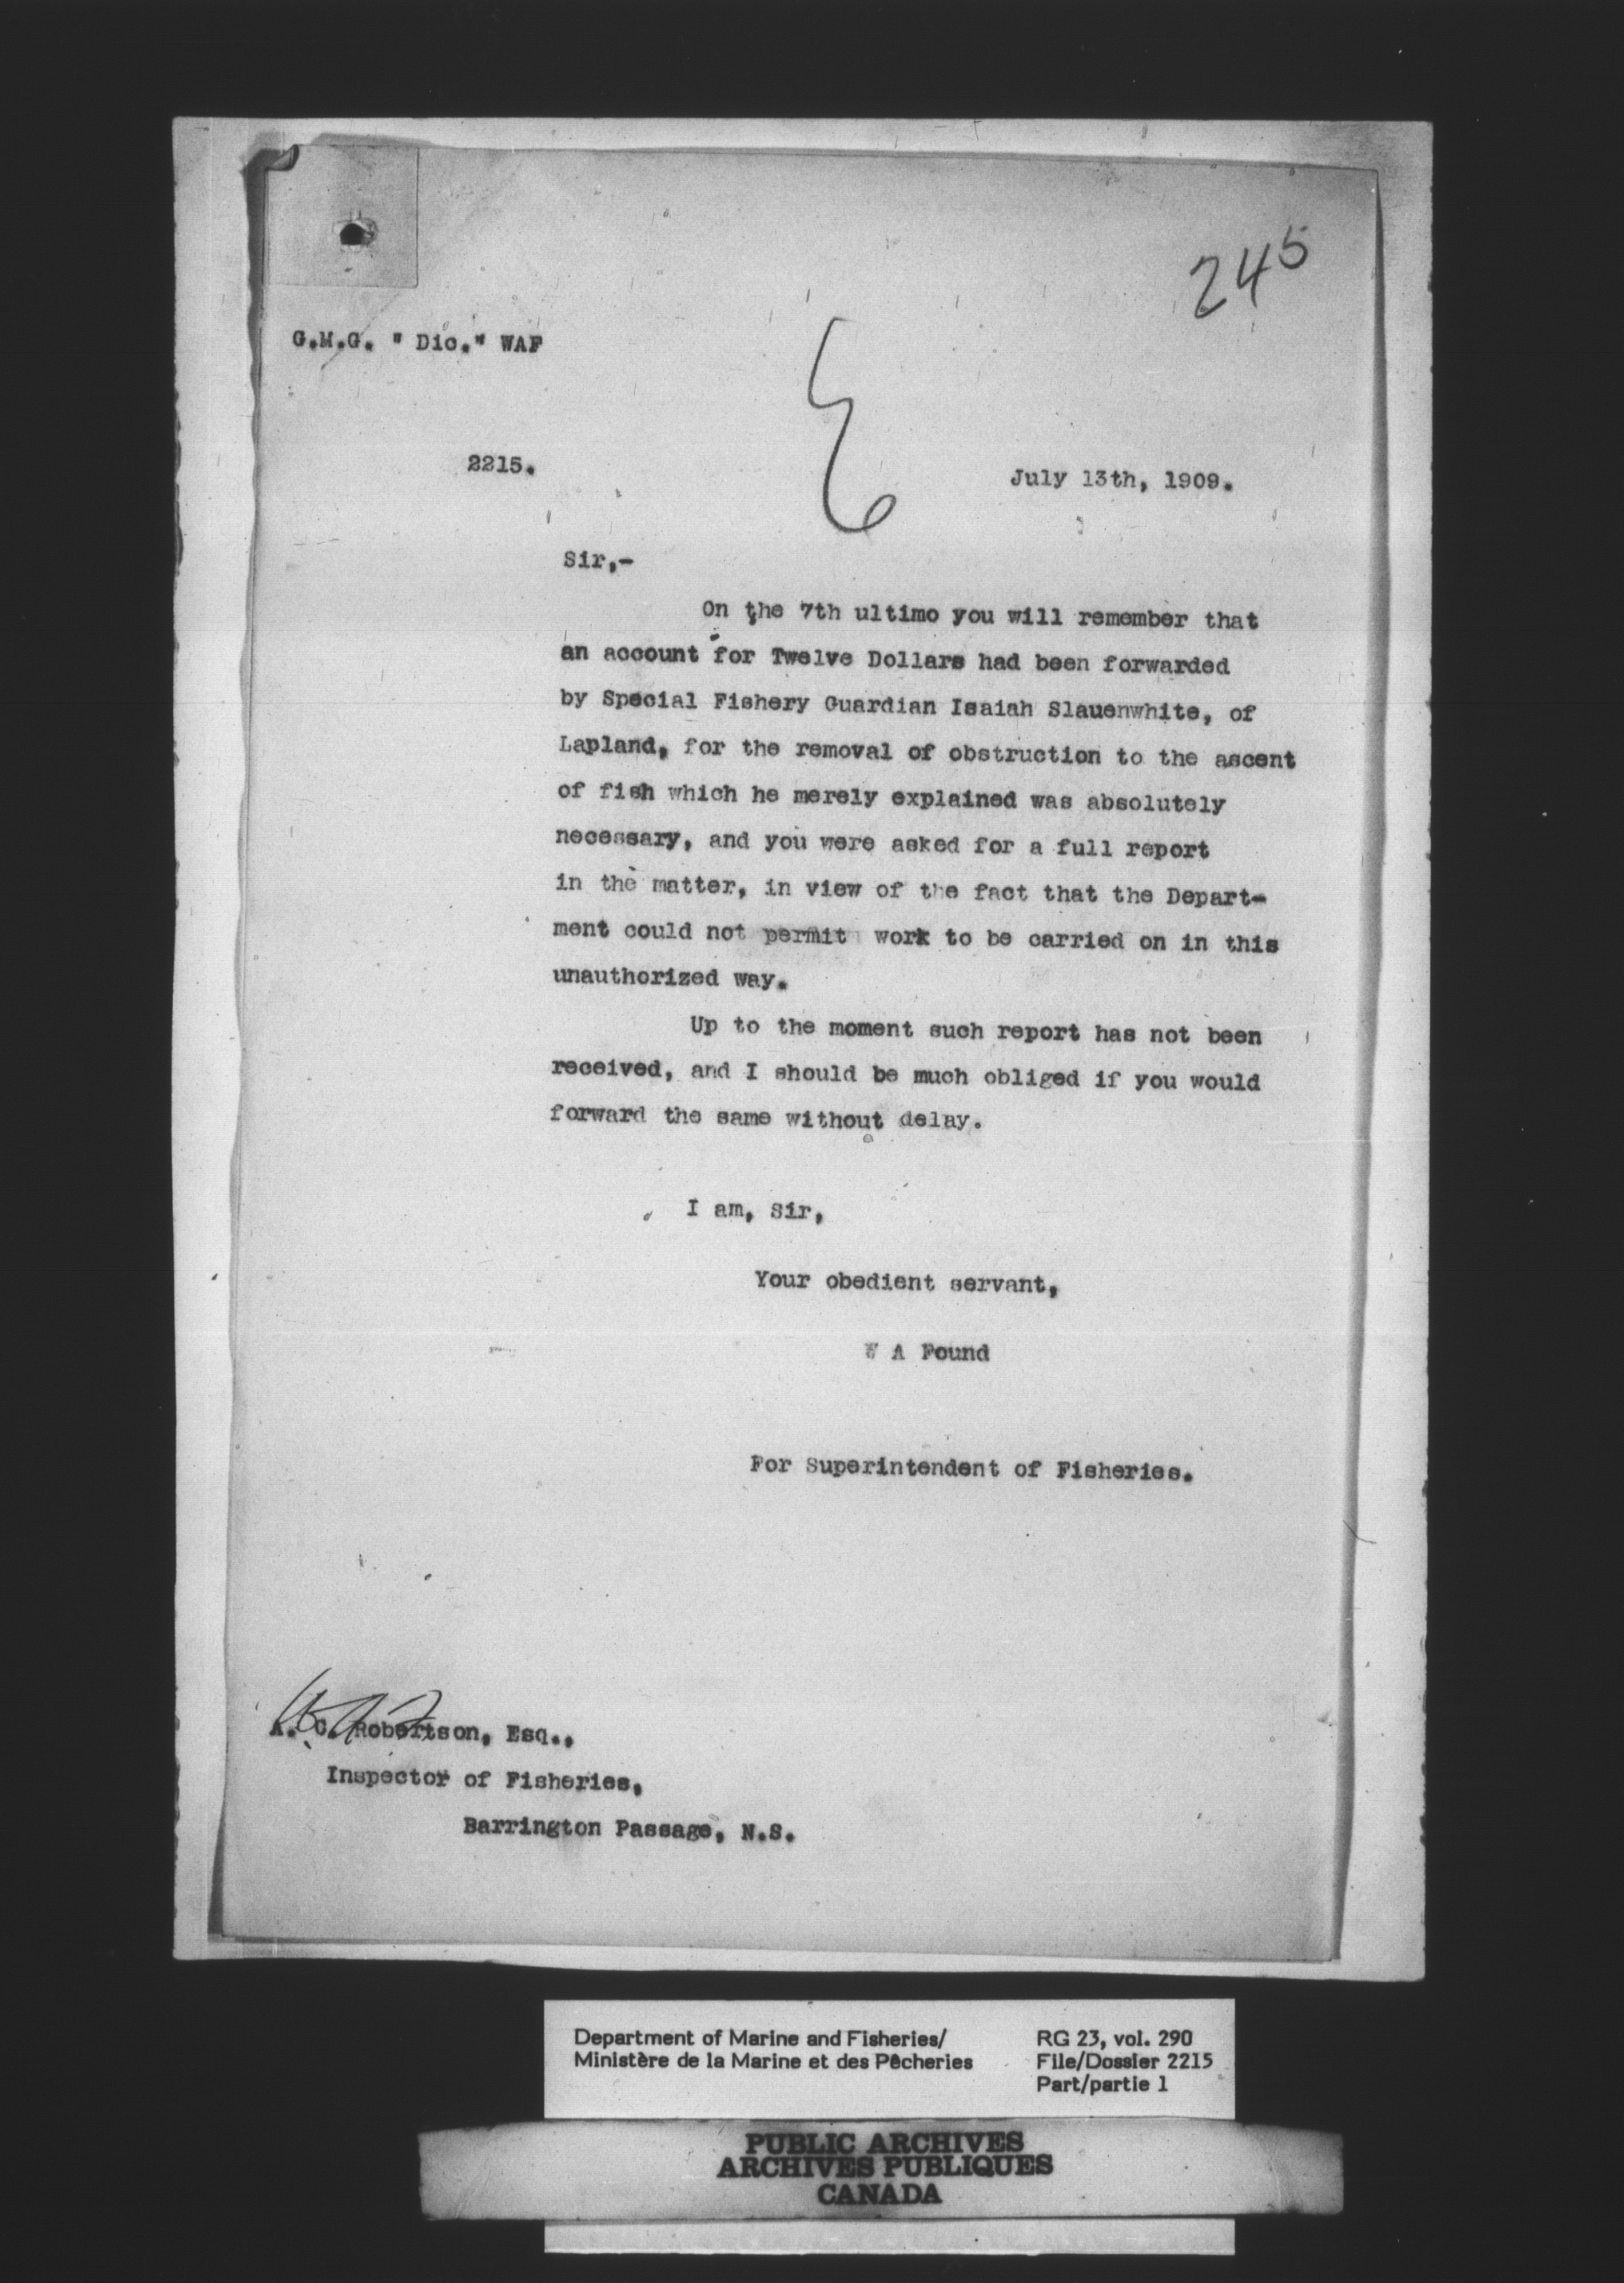 245
G.M.G. " Dic." WAF
2215.
July 13th, 1909.
Sir,-
On the 7th ultimo you will remember that
an account for Twelve Dollars had been forwarded
by Special Fishery Guardian Isaiah Slauenwhite, of
Lapland, for the removal of obstruction to the ascent
of fish which he merely explained was absolutely
necessary, and you were asked for a full report
in the matter, in view of the fact that the Depart-
ment could not permit work to be carried on in this
unauthorized way.
Up to the moment such report has not been
received, and I should be much obliged if you would
forward the same without delay.
I am, Sir,
Your obedient servant,
W A Found
For Superintendent of Fisheries.
A. C. Robertson, Esq.,
Inspector of Fisheries,
Barrington Passage, N.S.
Department of Marine and Fisheries/
Ministère de la Marine et des Pêcheries
RG 23, vol. 290
File/Dossier 2215
Part/partie 1
PUBLIC ARCHIVES
ARCHIVES PUBLIQUES
CANADA